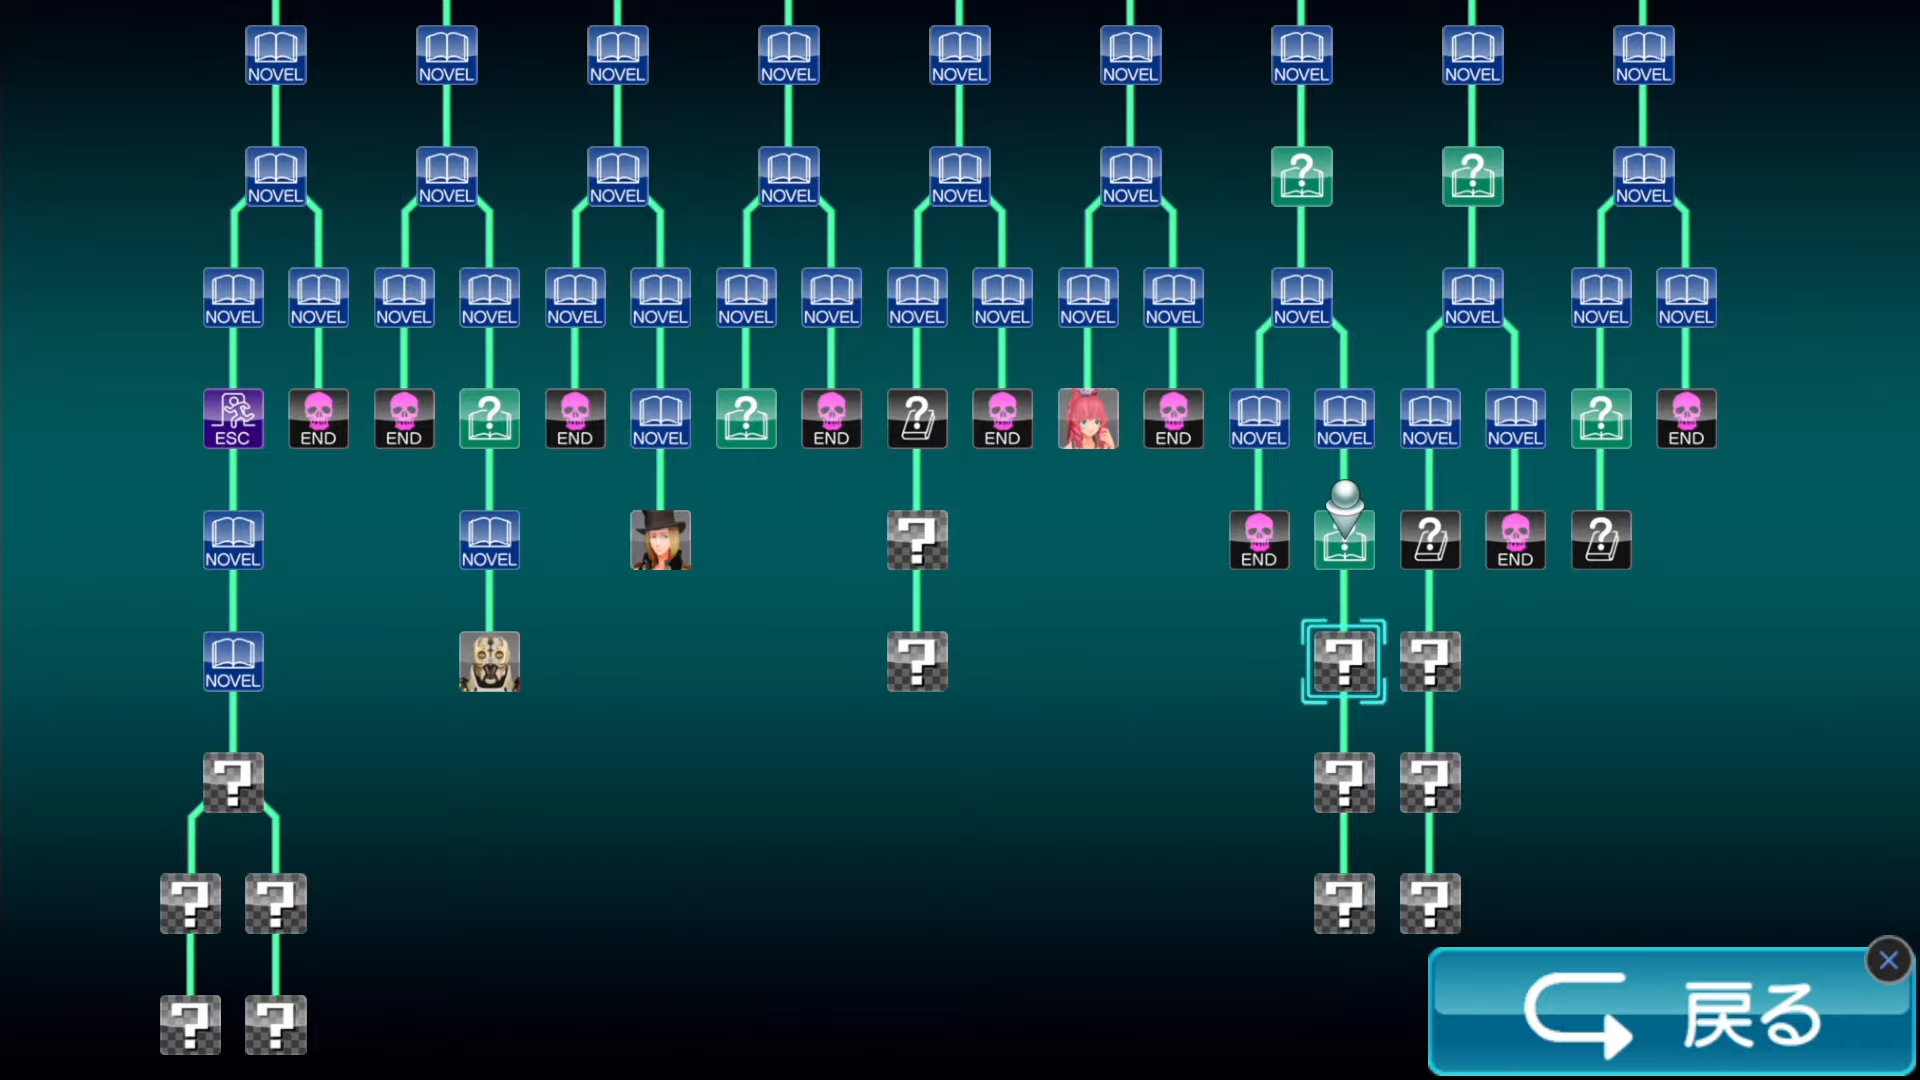 NOVEL NOVEL NOVEL NOVEL NOVEL NOVEL NOVEL NOVEL NOVEL
NOVEL NOVEL NOVEL NOVEL NOVEL NOVEL ? ? NOVEL
NOVEL NOVEL NOVEL NOVEL NOVEL NOVEL NOVEL NOVEL NOVEL NOVEL NOVEL NOVEL NOVEL NOVEL NOVEL NOVEL
ESC END END ? END NOVEL ? END ? END END NOVEL NOVEL NOVEL NOVEL ? END
NOVEL NOVEL ? END ? END ?
NOVEL ? ? ?
? ? ?
? ? ? ?
? ?
戻る